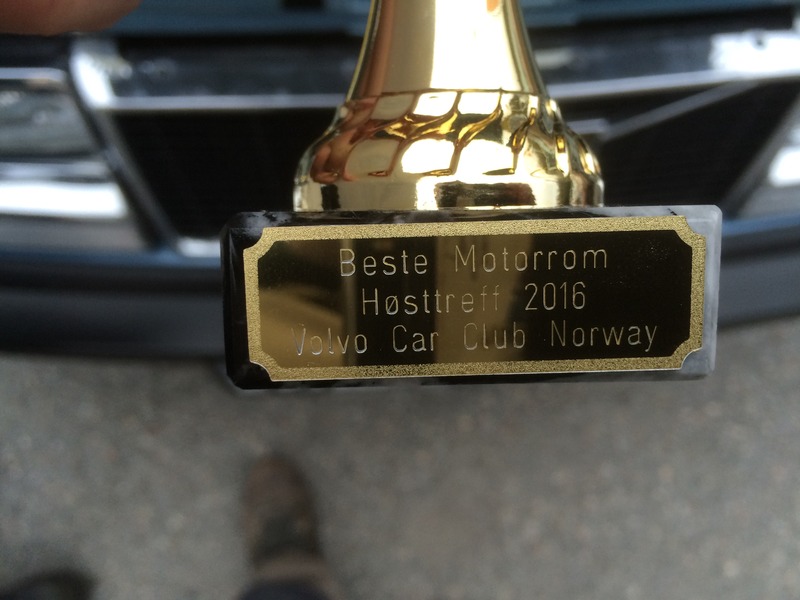 Beste Motorrom
Høsttreff 2016
Volvo Car Club Norway